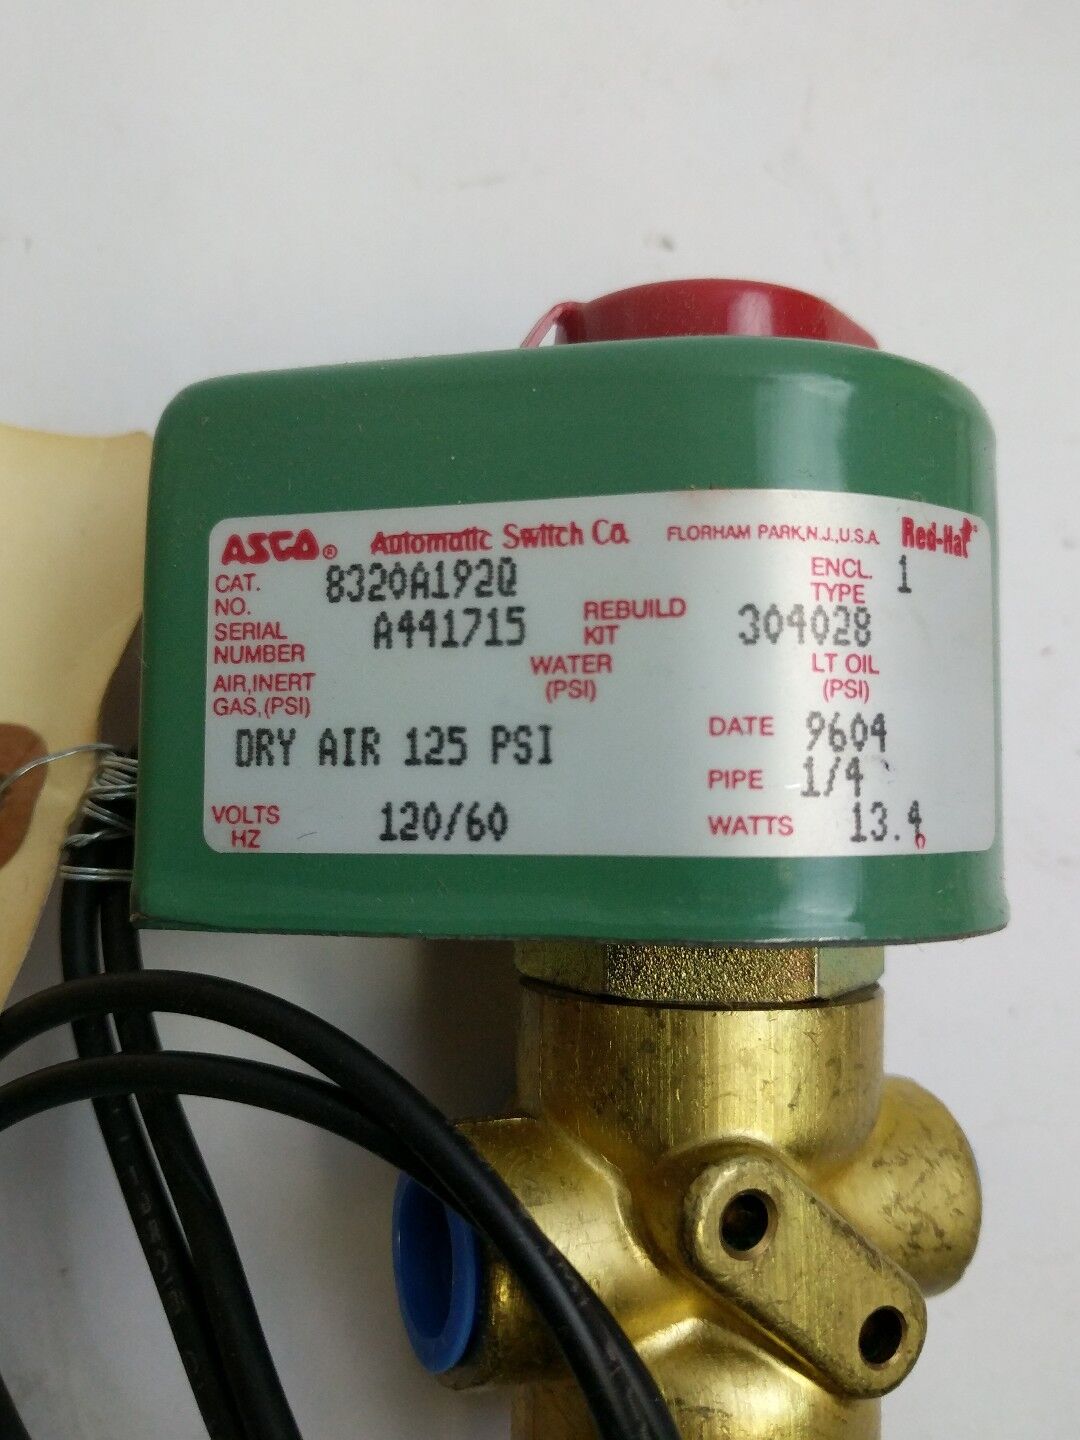 ASCO® Automatic Switch Co. FLORHAM PARK, N.J., U.S.A. Red-Hat
CAT. NO. 8320A192Q ENCL. TYPE 1
SERIAL NUMBER A441715 REBUILD KIT 304028
AIR, INERT GAS, (PSI) WATER (PSI) LT OIL (PSI)
DRY AIR 125 PSI DATE 9604
PIPE 1/4
VOLTS HZ 120/60 WATTS 13.4